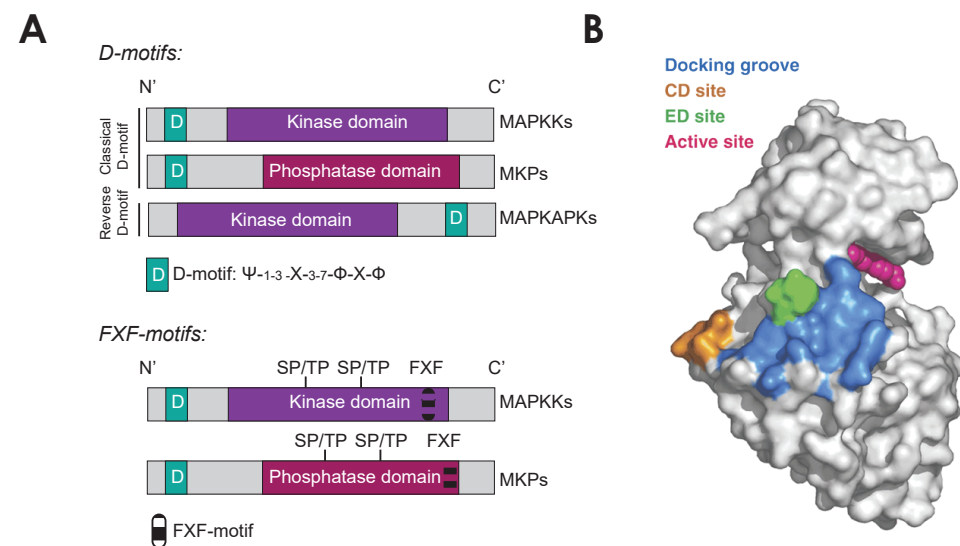 A
D-motifs:
N’ C’
Classical
D-motif
D Kinase domain MAPKKs
D Phosphatase domain MKPs
Reverse
D-motif
Kinase domain D MAPKAPKs
D D-motif: Ψ-1-3 -X-3-7-Φ-X-Φ
FXF-motifs:
N’ SP/TP SP/TP FXF C’
D Kinase domain MAPKKs
SP/TP SP/TP FXF
D Phosphatase domain MKPs
FXF-motif
B
Docking groove
CD site
ED site
Active site